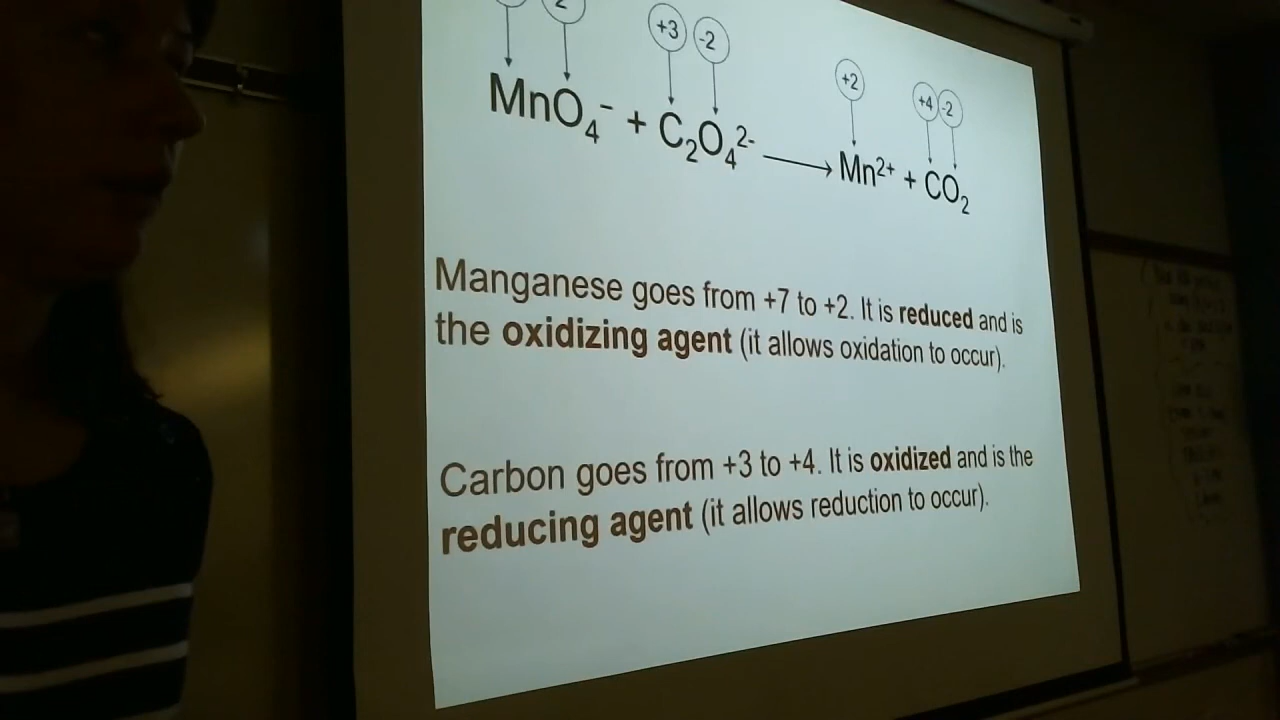 +3 -2 +2 +4 -2
MnO₄⁻ + C₂O₄²⁻ → Mn²⁺ + CO₂
Manganese goes from +7 to +2. It is reduced and is
the oxidizing agent (it allows oxidation to occur).
Carbon goes from +3 to +4. It is oxidized and is the
reducing agent (it allows reduction to occur).